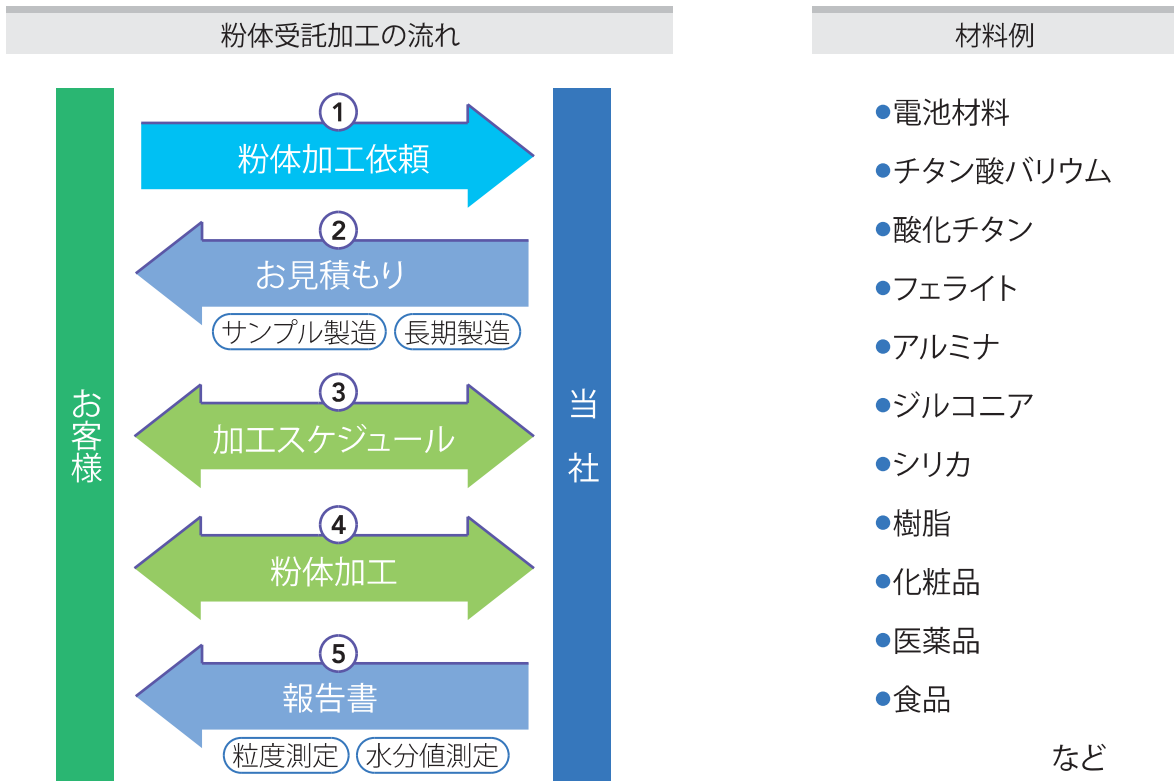 粉体受託加工の流れ
お客様
当社
1
粉体加工依頼
2
お見積もり
サンプル製造 長期製造
3
加工スケジュール
4
粉体加工
5
報告書
粒度測定 水分値測定
材料例
●電池材料
●チタン酸バリウム
●酸化チタン
●フェライト
●アルミナ
●ジルコニア
●シリカ
●樹脂
●化粧品
●医薬品
●食品
など